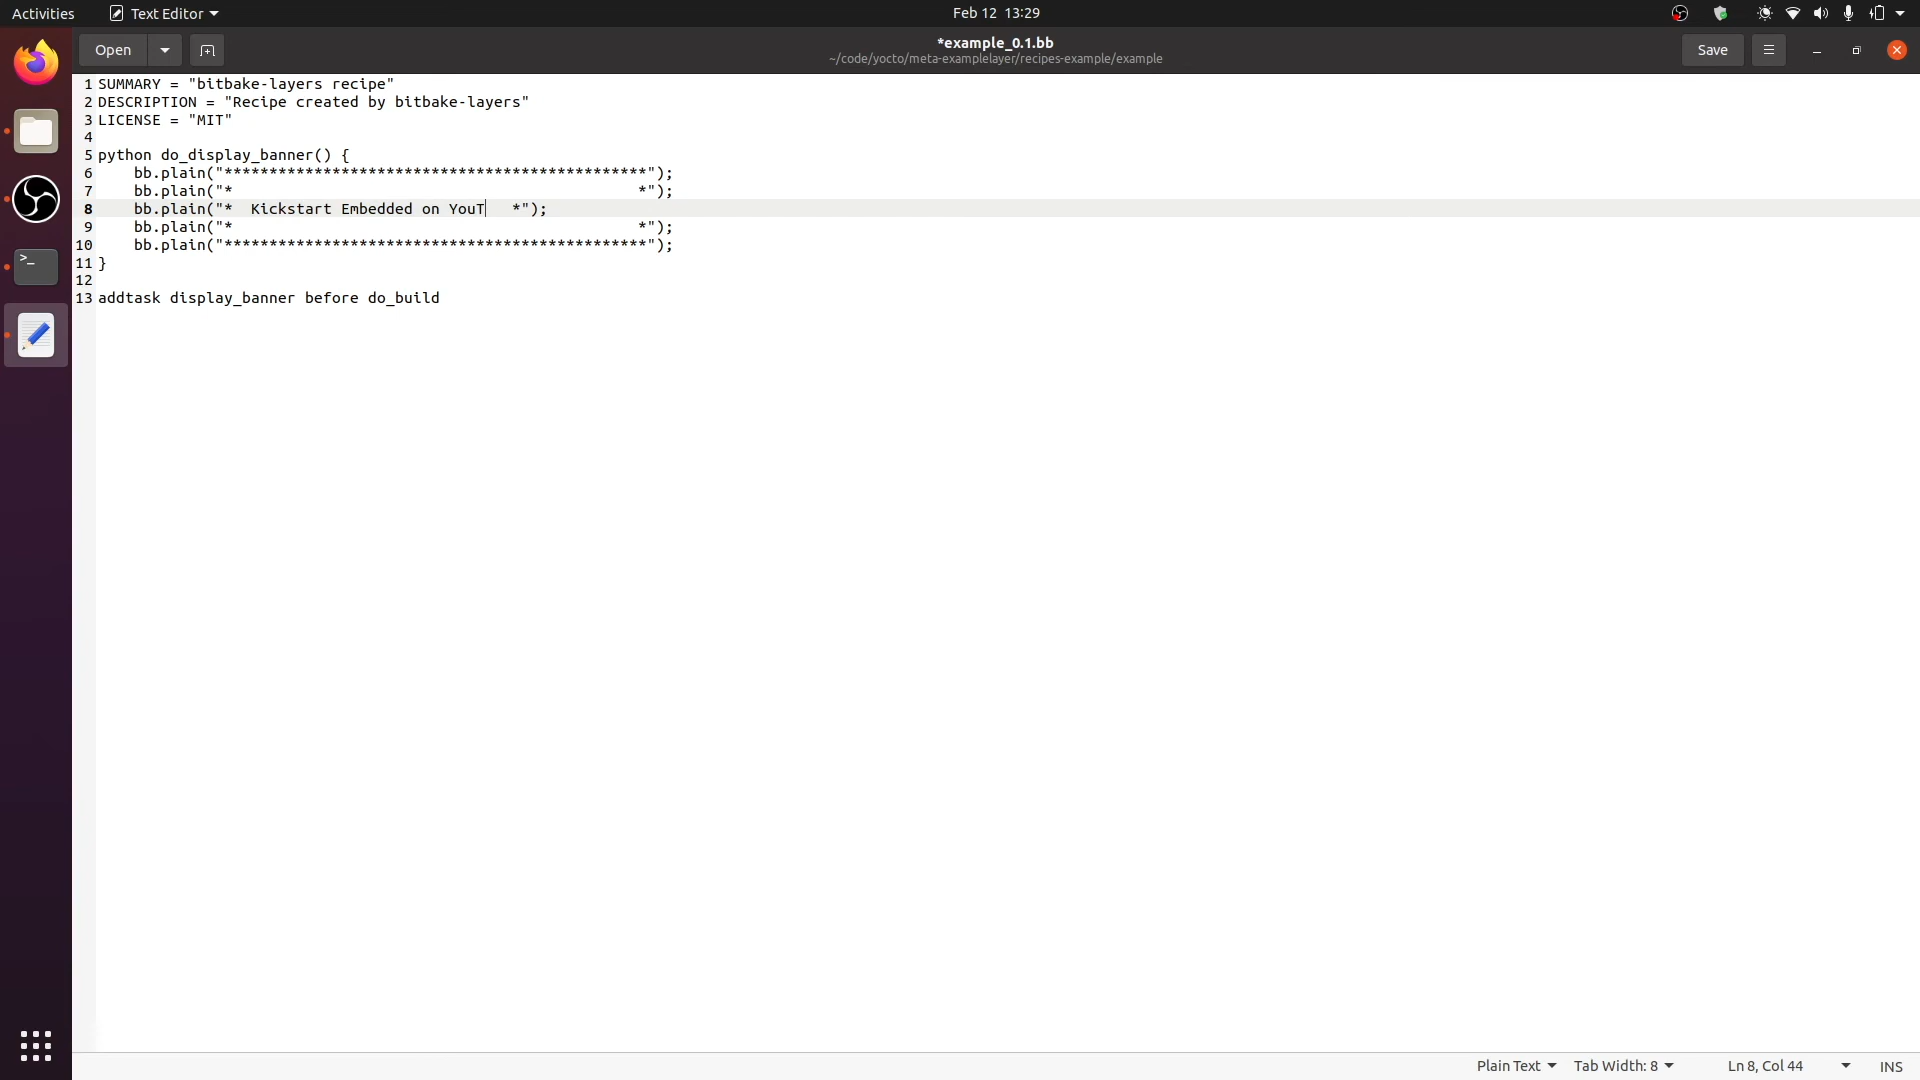 Activities Text Editor Feb 12 13:29
Open *example_0.1.bb Save
~/code/yocto/meta-examplelayer/recipes-example/example
1 SUMMARY = "bitbake-layers recipe"
2 DESCRIPTION = "Recipe created by bitbake-layers"
3 LICENSE = "MIT"
4
5 python do_display_banner() {
6     bb.plain("***********************************************");
7     bb.plain("*                                             *");
8     bb.plain("*  Kickstart Embedded on YouT   *");
9     bb.plain("*                                             *");
10     bb.plain("***********************************************");
11 }
12
13 addtask display_banner before do_build
Plain Text Tab Width: 8 Ln 8, Col 44 INS